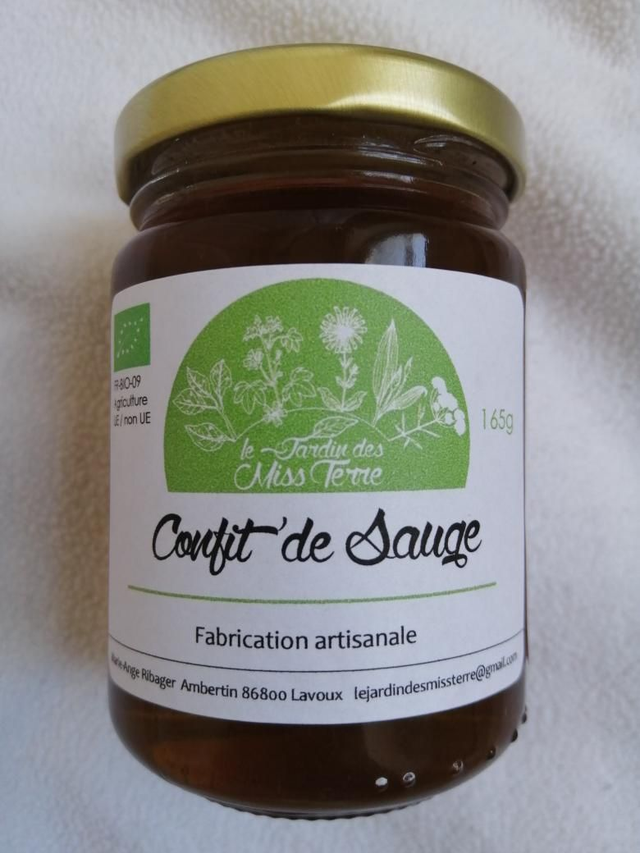 le Jardin des
Miss Terre
FR-BIO-09
Agriculture
UE / non UE
165g
Confit de Sauge
Fabrication artisanale
Marie-Ange Ribager Ambertin 86800 Lavoux lejardindesmissterre@gmail.com